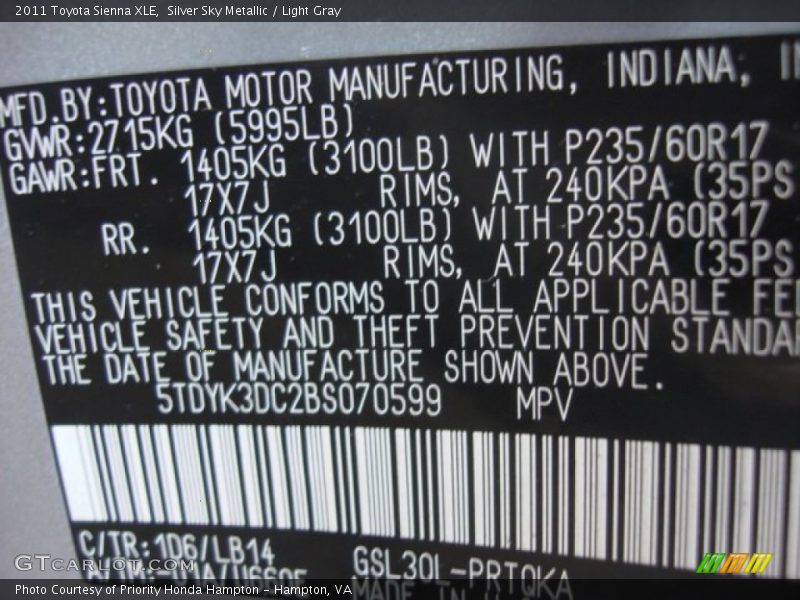 2011 Toyota Sienna XLE,  Silver Sky Metallic / Light Gray
MFD.BY:TOYOTA MOTOR MANUFACTURING, INDIANA,
GVWR:2715KG (5995LB)
GAWR:FRT. 1405KG (3100LB) WITH P235/60R17
17X7J RIMS, AT 240KPA (35PS
RR. 1405KG (3100LB) WITH P235/60R17
17X7J RIMS, AT 240KPA (35PS
THIS VEHICLE CONFORMS TO ALL APPLICABLE FE
VEHICLE SAFETY AND THEFT PREVENTION STANDA
THE DATE OF MANUFACTURE SHOWN ABOVE.
5TDYK3DC2BS070599 MPV
C/TR:1D6/LB14 GSL30L-PRTQKA
MADE IN
GTCARLOT.COM
Photo Courtesy of Priority Honda Hampton - Hampton, VA